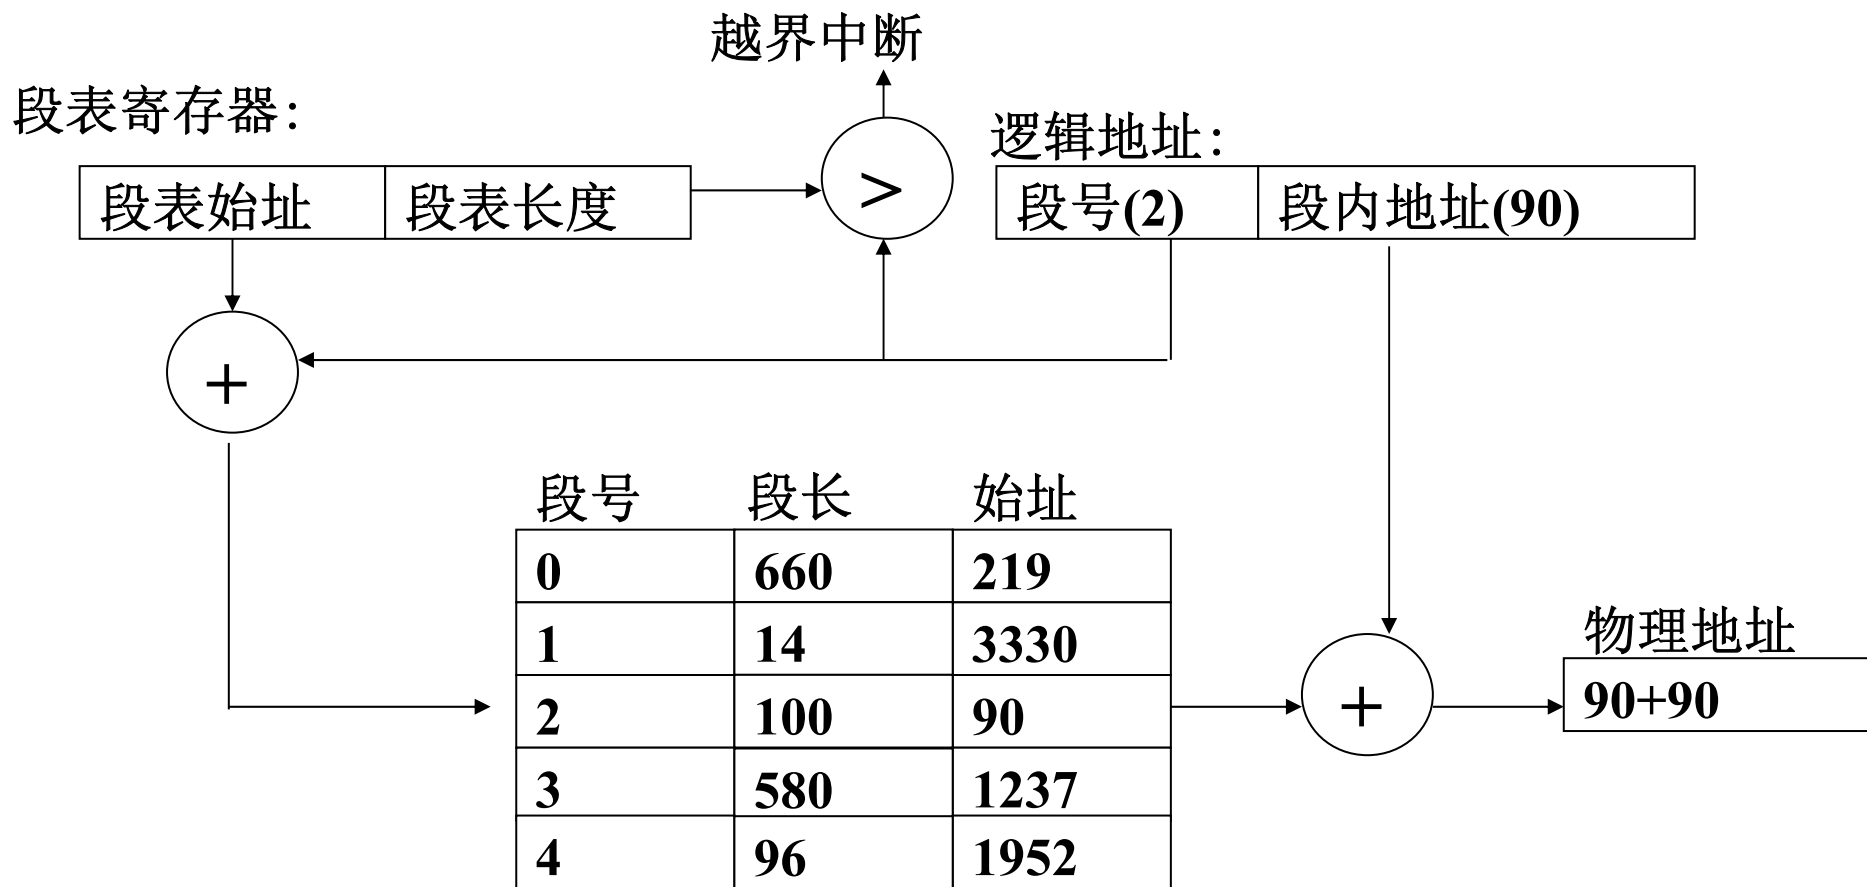 越界中断
段表寄存器:
逻辑地址:
段表始址 段表长度
>
段号(2) 段内地址(90)
+
段号 段长 始址
0 660 219
1 14 3330
2 100 90
3 580 1237
4 96 1952
+
物理地址
90+90